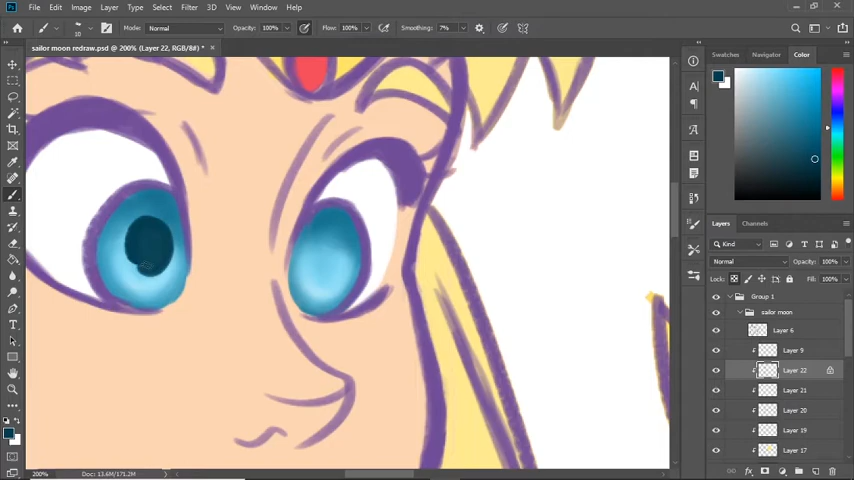 File Edit Image Layer Type Select Filter 3D View Window Help
10 Mode: Normal Opacity: 100% Flow: 100% Smoothing: 7%
sailor moon redraw.psd @ 200% (Layer 22, RGB/8#) * ×
Swatches Navigator Color
Layers Channels
Kind
Normal Opacity: 100%
Lock: Fill: 100%
Group 1
sailor moon
Layer 6
Layer 9
Layer 22
Layer 21
Layer 20
Layer 19
Layer 17
200% Doc: 13.6M/171.2M